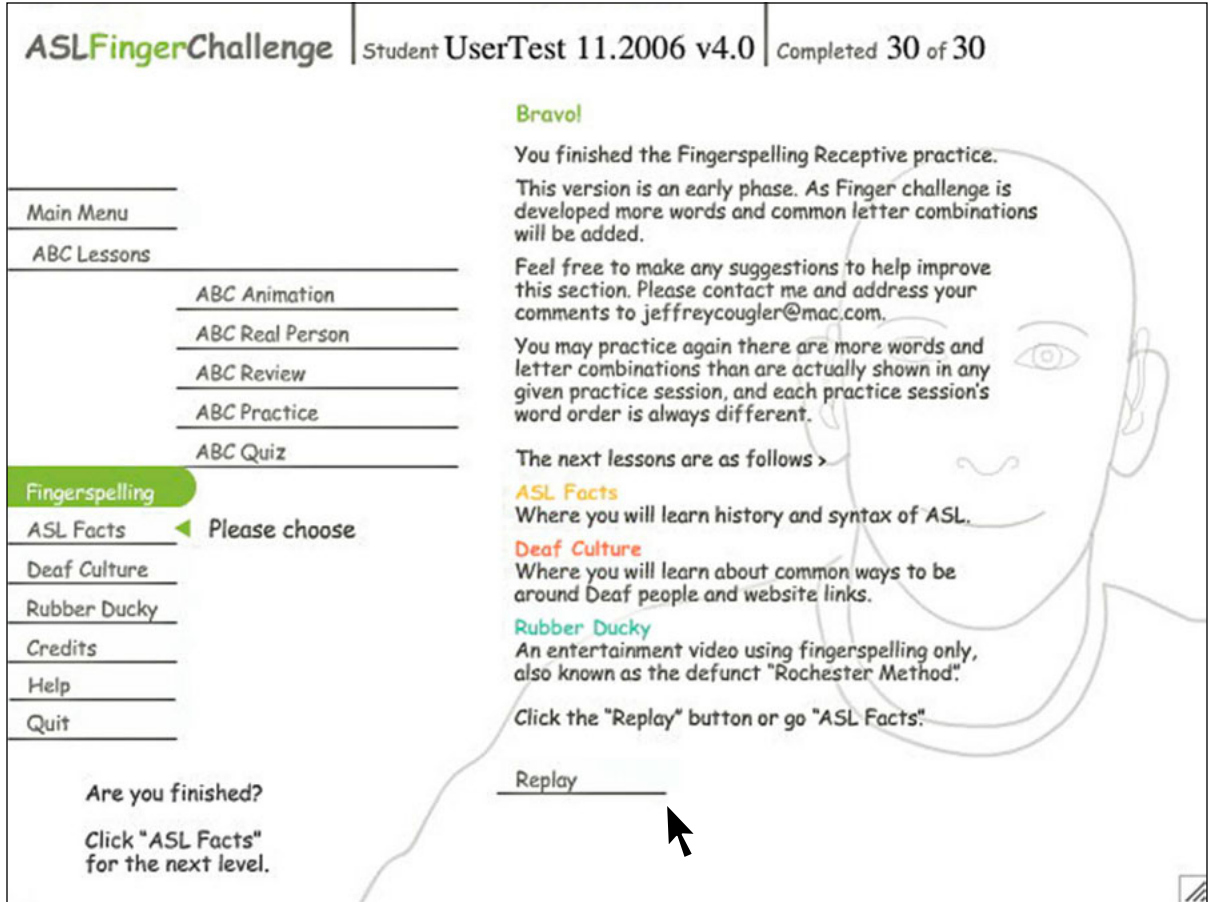 ASLFingerChallenge Student UserTest 11.2006 v4.0 Completed 30 of 30
Main Menu
ABC Lessons
ABC Animation
ABC Real Person
ABC Review
ABC Practice
ABC Quiz
Fingerspelling
ASL Facts
Please choose
Deaf Culture
Rubber Ducky
Credits
Help
Quit
Are you finished?
Click "ASL Facts"
for the next level.
Bravo!
You finished the Fingerspelling Receptive practice.
This version is an early phase. As Finger challenge is
developed more words and common letter combinations
will be added.
Feel free to make any suggestions to help improve
this section. Please contact me and address your
comments to jeffreycougler@mac.com.
You may practice again there are more words and
letter combinations than are actually shown in any
given practice session, and each practice session's
word order is always different.
The next lessons are as follows >
ASL Facts
Where you will learn history and syntax of ASL.
Deaf Culture
Where you will learn about common ways to be
around Deaf people and website links.
Rubber Ducky
An entertainment video using fingerspelling only,
also known as the defunct "Rochester Method".
Click the "Replay" button or go "ASL Facts".
Replay